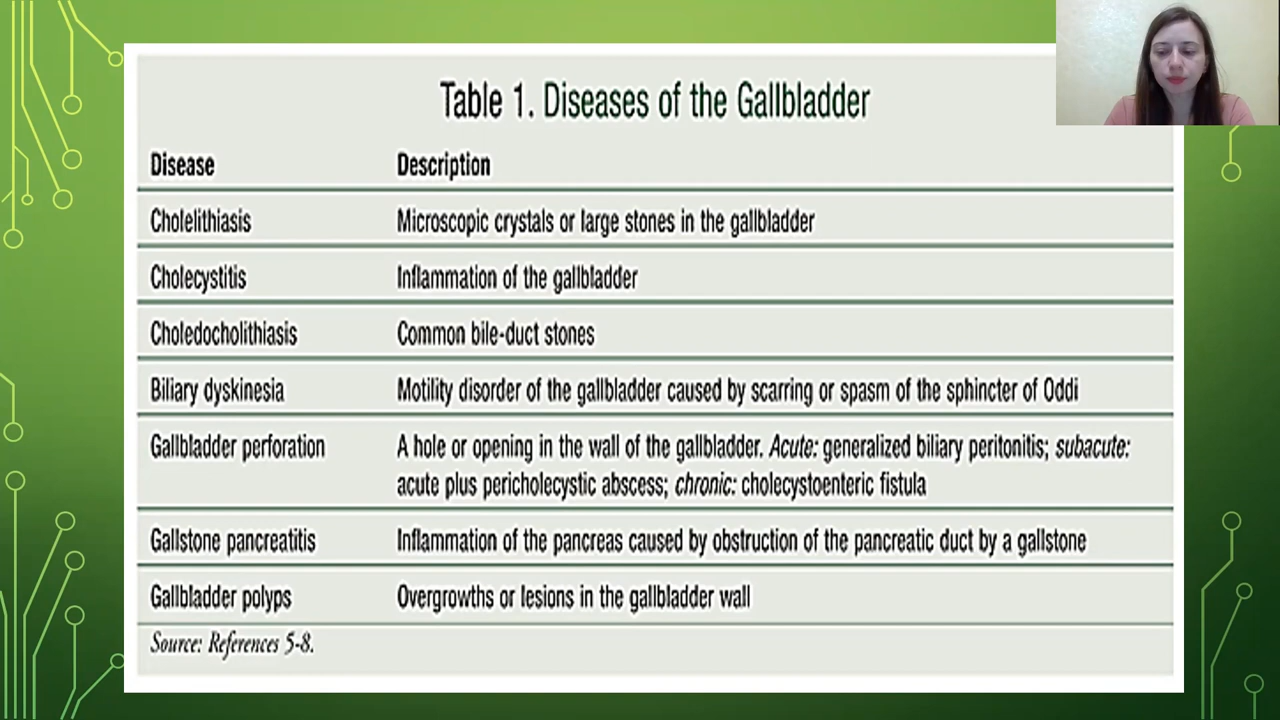 Table 1. Diseases of the Gallbladder
Disease Description
Cholelithiasis Microscopic crystals or large stones in the gallbladder
Cholecystitis Inflammation of the gallbladder
Choledocholithiasis Common bile-duct stones
Biliary dyskinesia Motility disorder of the gallbladder caused by scarring or spasm of the sphincter of Oddi
Gallbladder perforation A hole or opening in the wall of the gallbladder. Acute: generalized biliary peritonitis; subacute:
acute plus pericholecystic abscess; chronic: cholecystoenteric fistula
Gallstone pancreatitis Inflammation of the pancreas caused by obstruction of the pancreatic duct by a gallstone
Gallbladder polyps Overgrowths or lesions in the gallbladder wall
Source: References 5-8.